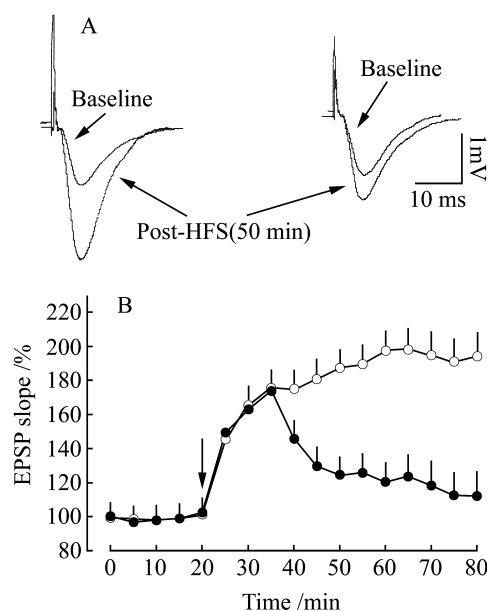 A
Baseline
Baseline
1mV
10 ms
Post-HFS(50 min)
B
EPSP slope /%
220
200
180
160
140
120
100
80
0 10 20 30 40 50 60 70 80
Time /min